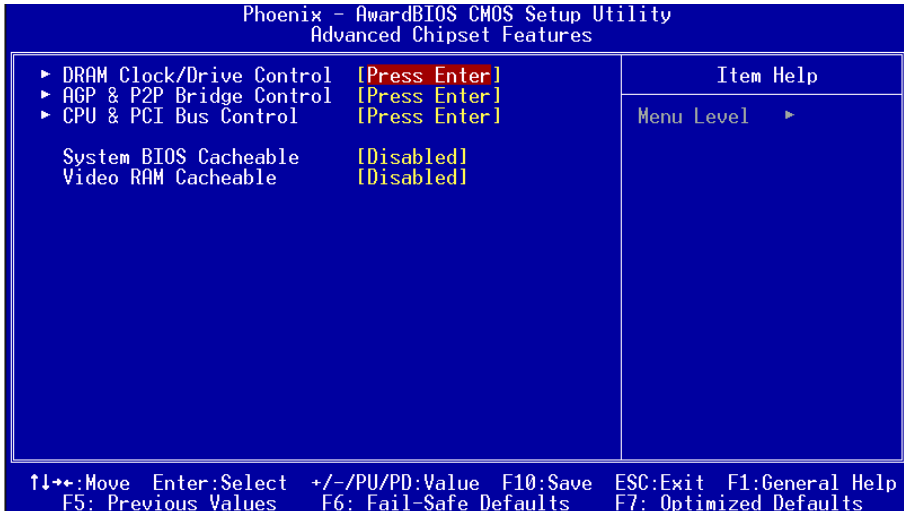 Phoenix - AwardBIOS CMOS Setup Utility
Advanced Chipset Features
► DRAM Clock/Drive Control [Press Enter]
► AGP & P2P Bridge Control [Press Enter]
► CPU & PCI Bus Control [Press Enter]
System BIOS Cacheable [Disabled]
Video RAM Cacheable [Disabled]
Item Help
Menu Level ►
↑↓→←:Move Enter:Select +/-/PU/PD:Value F10:Save ESC:Exit F1:General Help
F5: Previous Values F6: Fail-Safe Defaults F7: Optimized Defaults